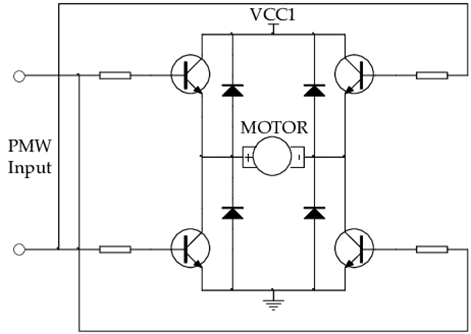 VCC1
MOTOR
+ -
PMW
Input